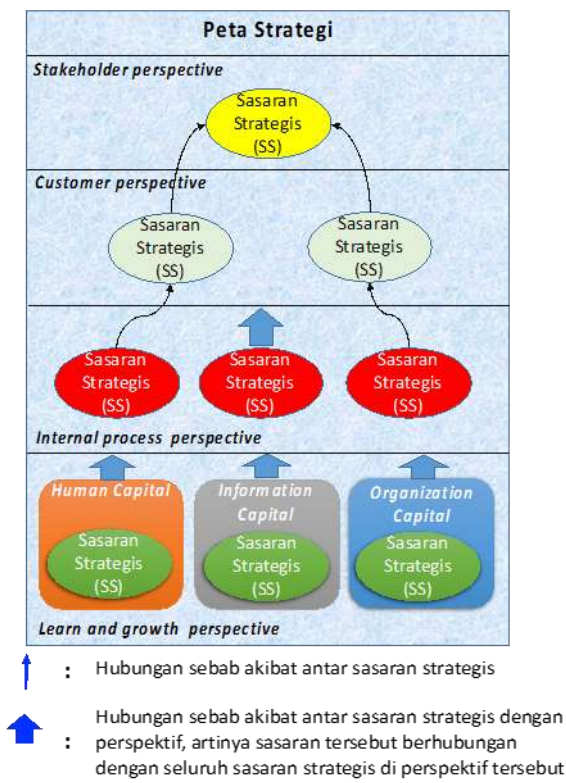 Peta Strategi
Stakeholder perspective
Sasaran
Strategis
(SS)
Customer perspective
Sasaran
Strategis
(SS)
Sasaran
Strategis
(SS)
Sasaran
Strategis
(SS)
Sasaran
Strategis
(SS)
Sasaran
Strategis
(SS)
Internal process perspective
Human Capital
Sasaran
Strategis
(SS)
Information
Capital
Sasaran
Strategis
(SS)
Organization
Capital
Sasaran
Strategis
(SS)
Learn and growth perspective
: Hubungan sebab akibat antar sasaran strategis
Hubungan sebab akibat antar sasaran strategis dengan
: perspektif, artinya sasaran tersebut berhubungan
dengan seluruh sasaran strategis di perspektif tersebut